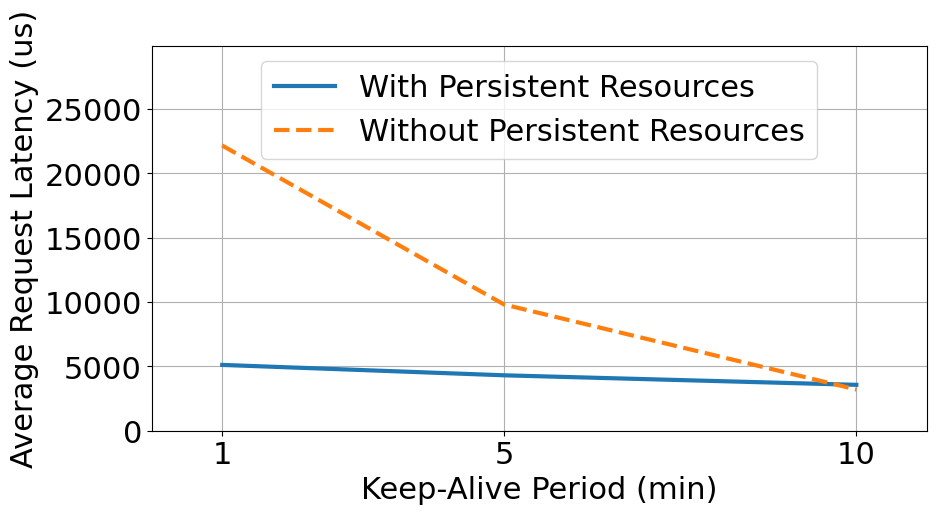 Average Request Latency (us)
25000
20000
15000
10000
5000
0
With Persistent Resources
Without Persistent Resources
1 5 10
Keep-Alive Period (min)